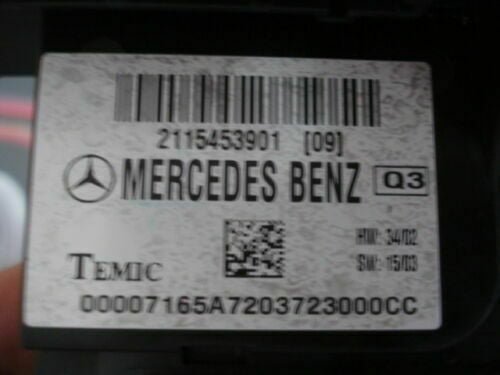 2115453901 [09]
MERCEDES BENZ Q3
HW: 34/02
TEMIC SW: 15/03
00007165A7203723000CC